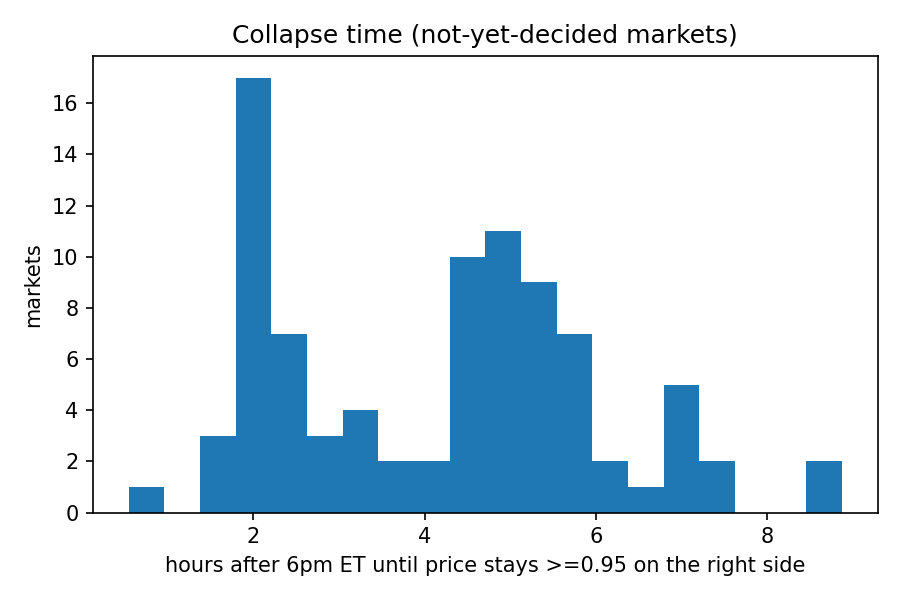 Collapse time (not-yet-decided markets)
16
14
12
10
8
6
4
2
0
markets
2 4 6 8
hours after 6pm ET until price stays >=0.95 on the right side